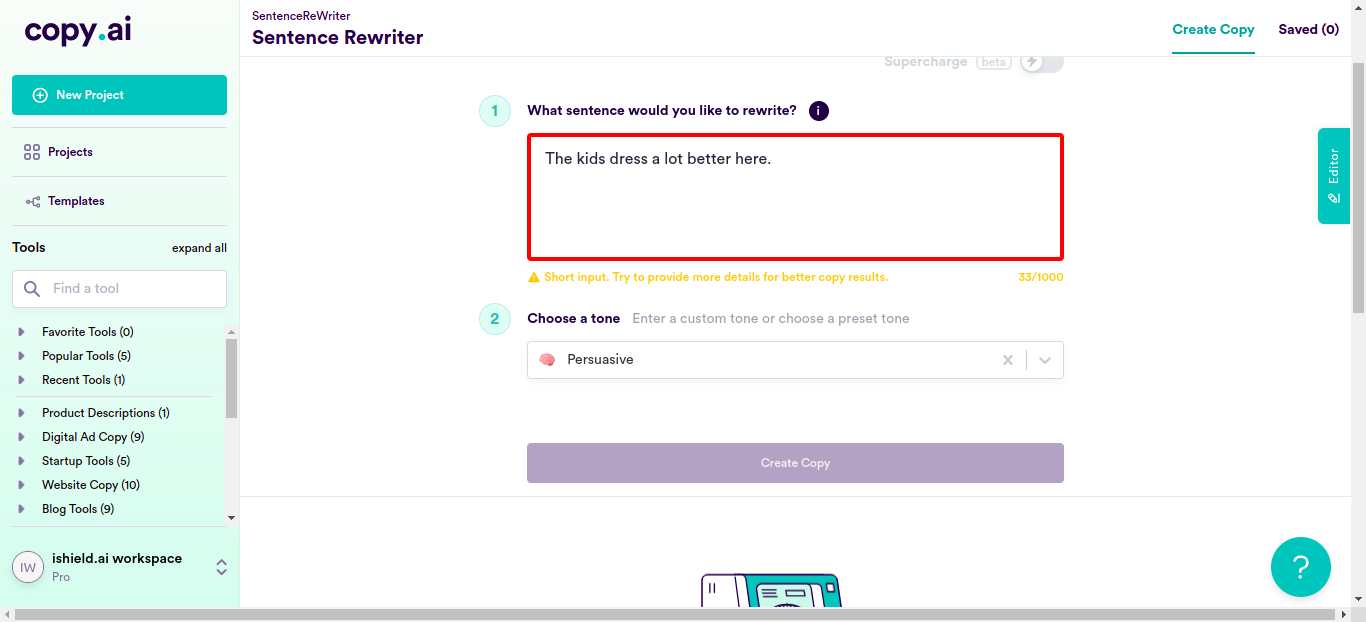 copy.ai
New Project
Projects
Templates
Tools
expand all
Find a tool
Favorite Tools (0)
Popular Tools (5)
Recent Tools (1)
Product Descriptions (1)
Digital Ad Copy (9)
Startup Tools (5)
Website Copy (10)
Blog Tools (9)
IW
ishield.ai workspace
Pro
SentenceReWriter
Sentence Rewriter
Create Copy
Saved (0)
Supercharge beta
1
What sentence would you like to rewrite? i
The kids dress a lot better here.
Short input. Try to provide more details for better copy results.
33/1000
2
Choose a tone Enter a custom tone or choose a preset tone
Persuasive
Create Copy
Editor
?